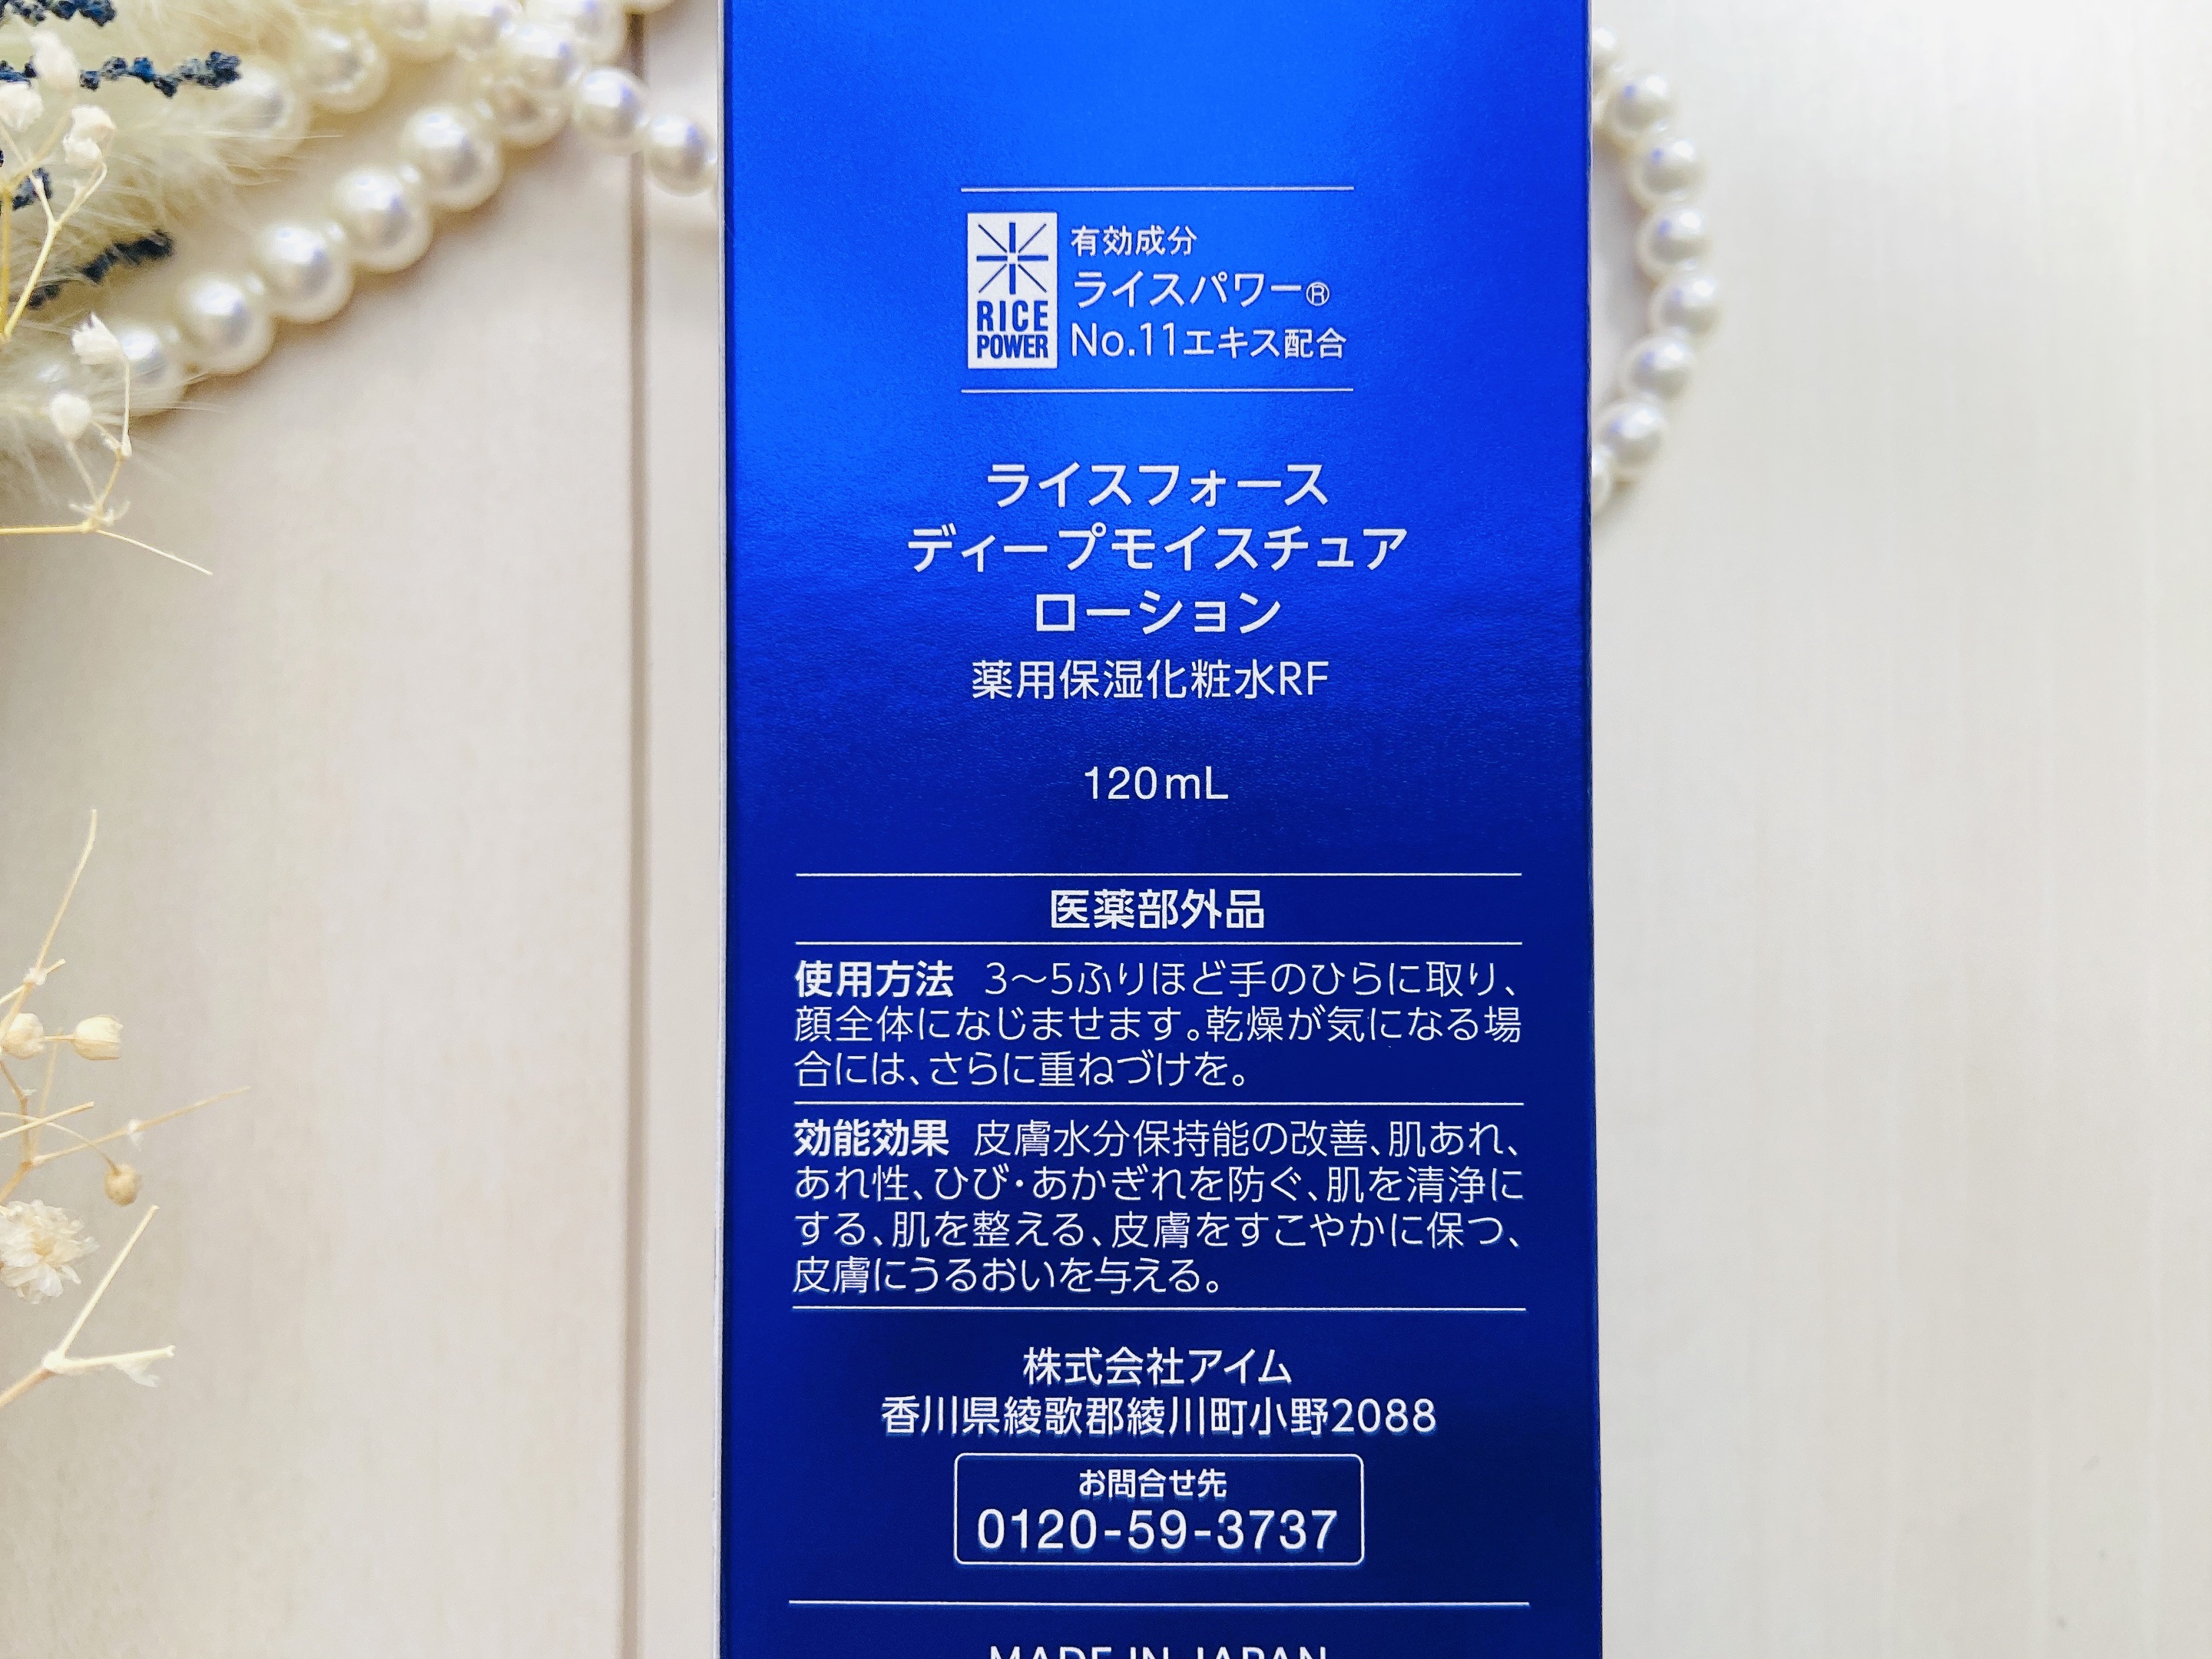 有効成分
ライスパワー®
RICE
POWER
No.11エキス配合
ライスフォース
ディープモイスチュア
ローション
薬用保湿化粧水RF
120mL
医薬部外品
使用方法 3～5ふりほど手のひらに取り、
顔全体になじませます。乾燥が気になる場
合には、さらに重ねづけを。
効能効果 皮膚水分保持能の改善、肌あれ、
あれ性、ひび・あかぎれを防ぐ、肌を清浄に
する、肌を整える、皮膚をすこやかに保つ、
皮膚にうるおいを与える。
株式会社アイム
香川県綾歌郡綾川町小野2088
お問合せ先
0120-59-3737
MADE IN JAPAN